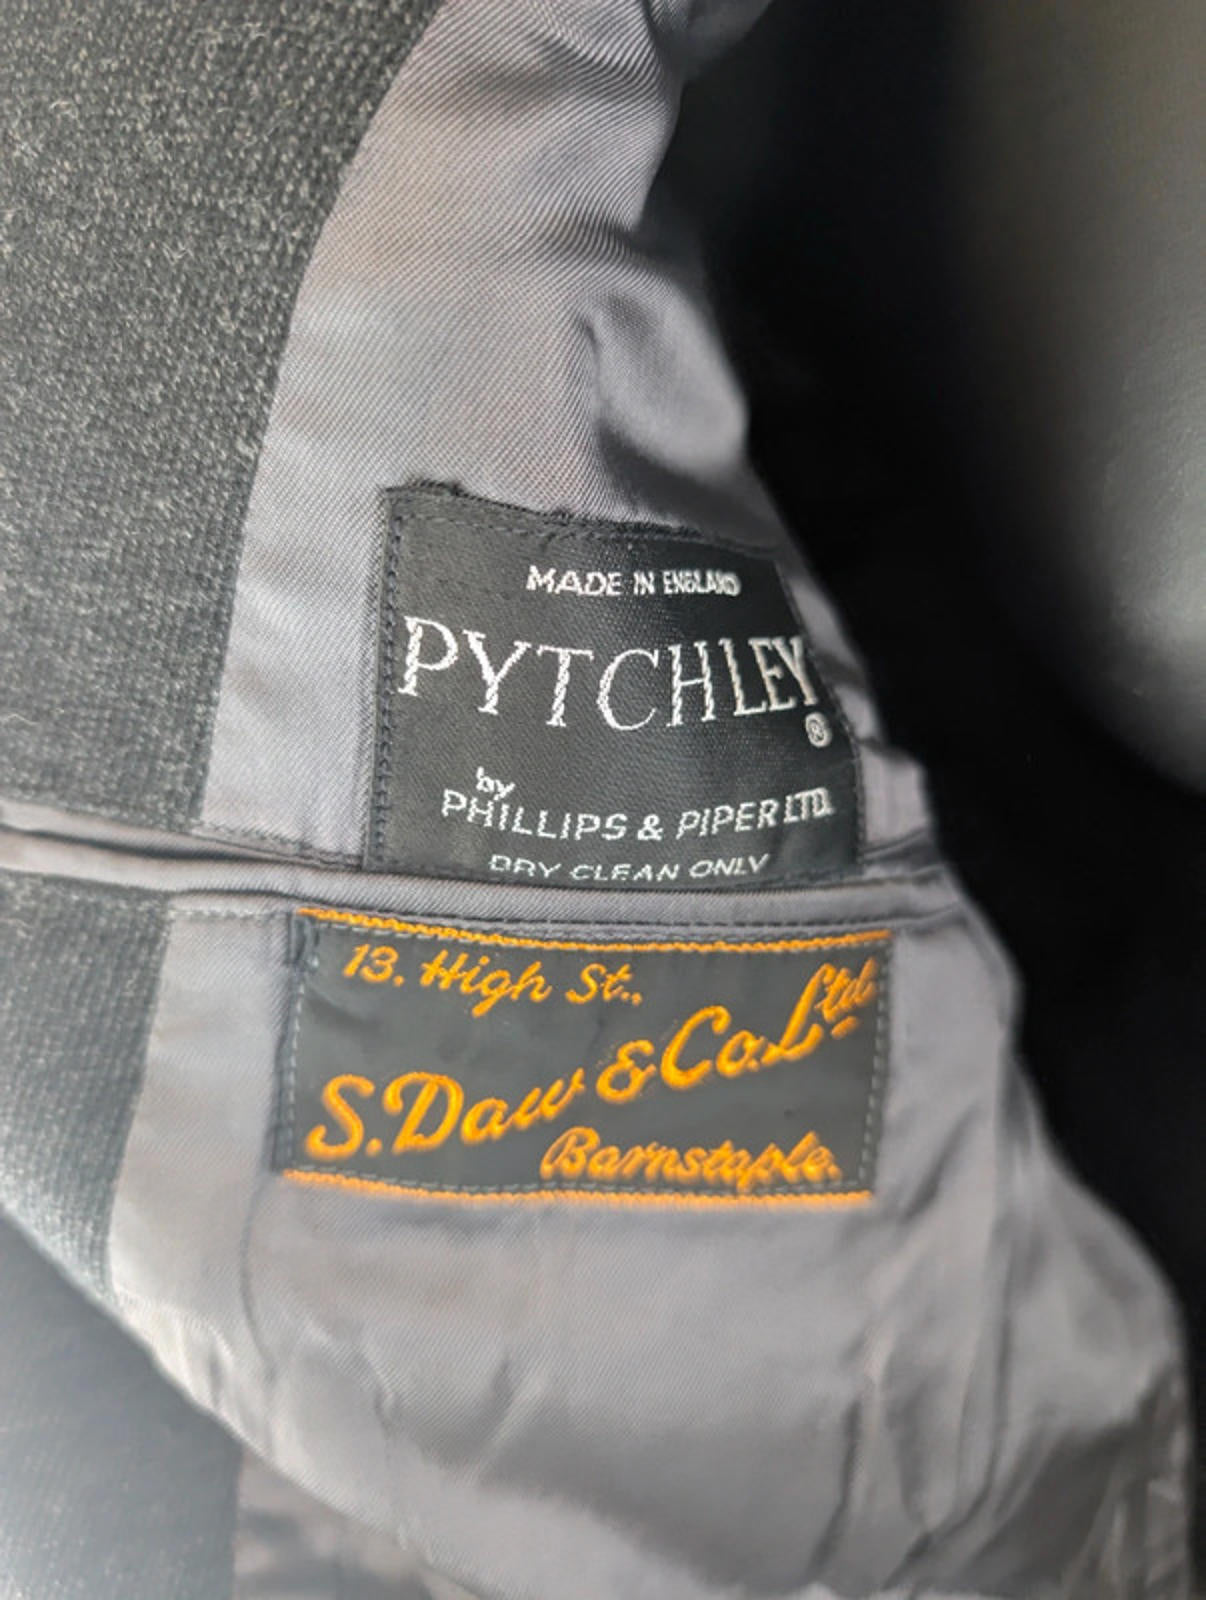 MADE IN ENGLAND
PYTCHLEY ®
by
PHILLIPS & PIPER LTD.
DRY CLEAN ONLY
13. High St.,
S. Daw & Co. Ltd
Barnstaple.